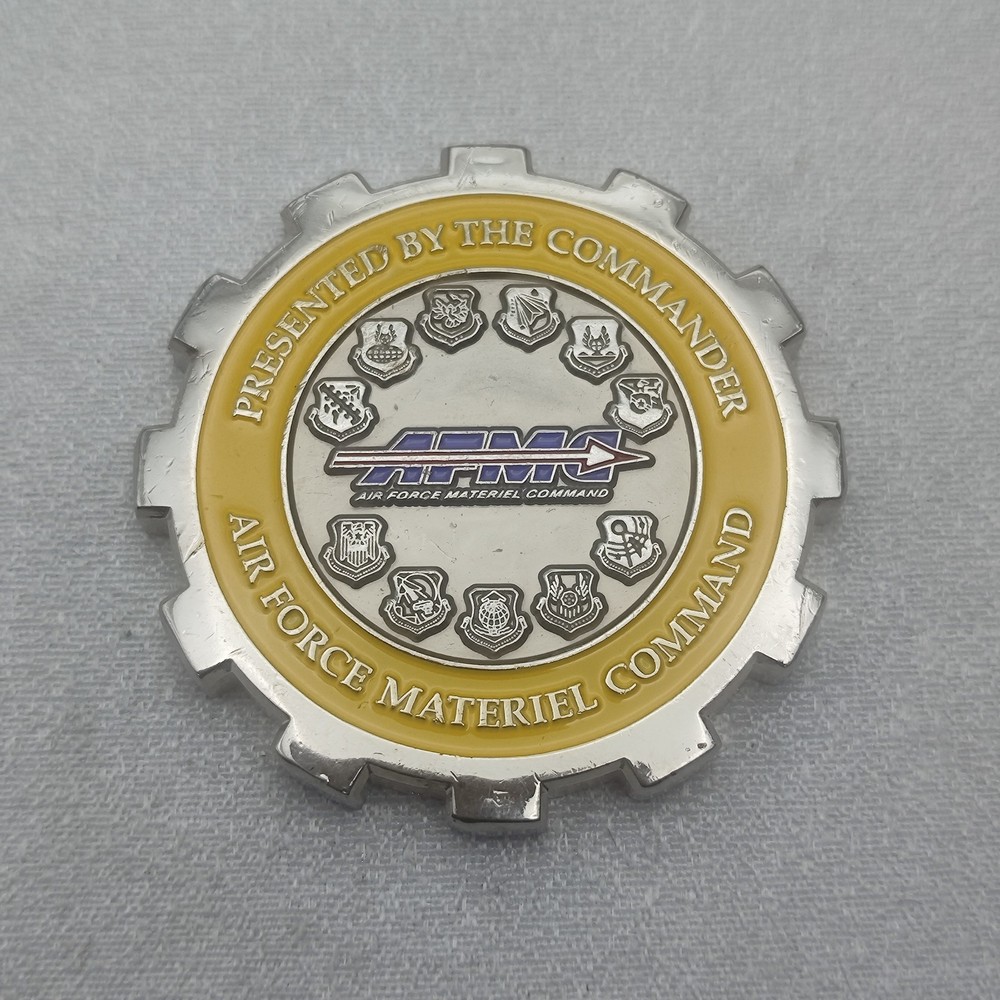 PRESENTED BY THE COMMANDER
AFMC
AIR FORCE MATERIEL COMMAND
AIR FORCE MATERIEL COMMAND